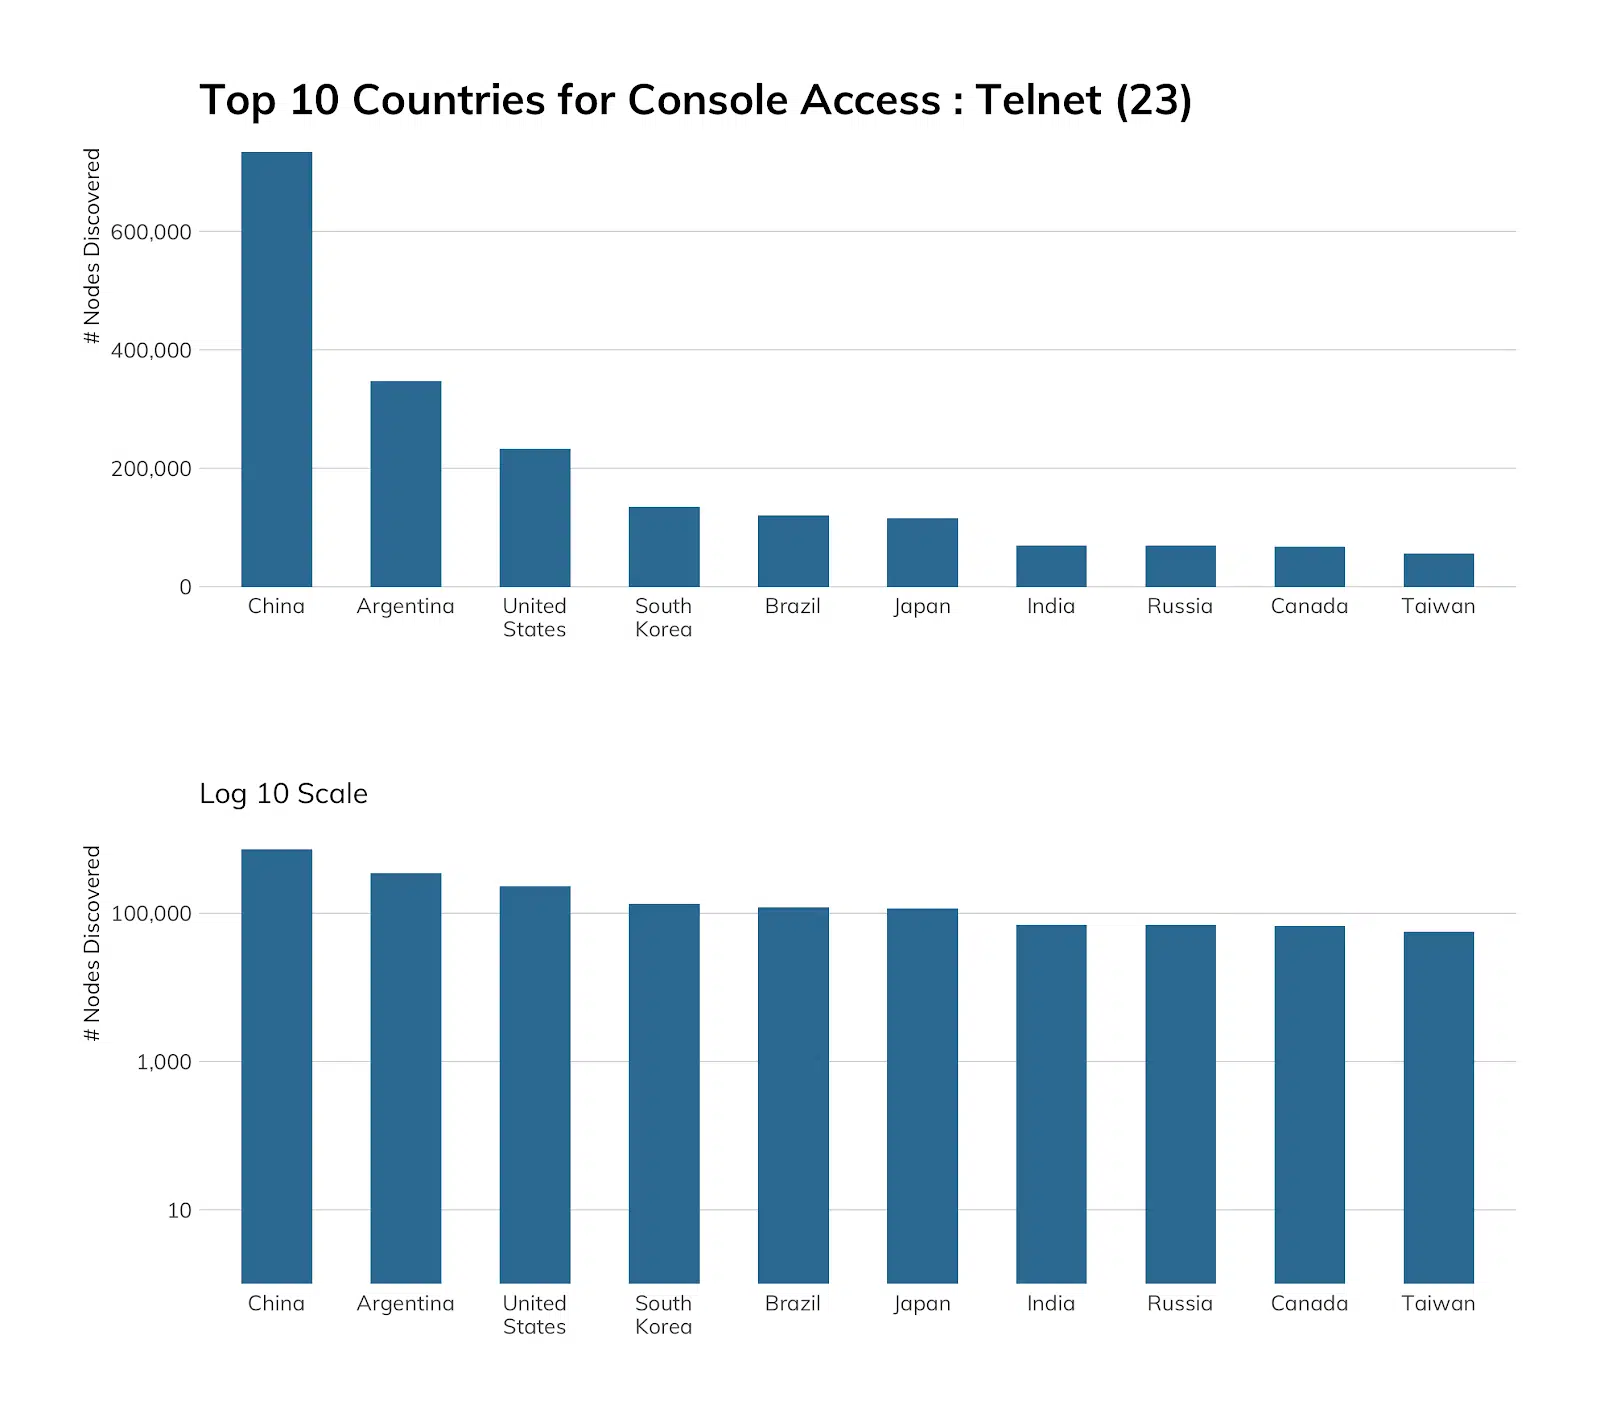 Top 10 Countries for Console Access : Telnet (23)
# Nodes Discovered
600,000
400,000
200,000
0
China
Argentina
United
States
South
Korea
Brazil
Japan
India
Russia
Canada
Taiwan
Log 10 Scale
# Nodes Discovered
100,000
1,000
10
China
Argentina
United
States
South
Korea
Brazil
Japan
India
Russia
Canada
Taiwan